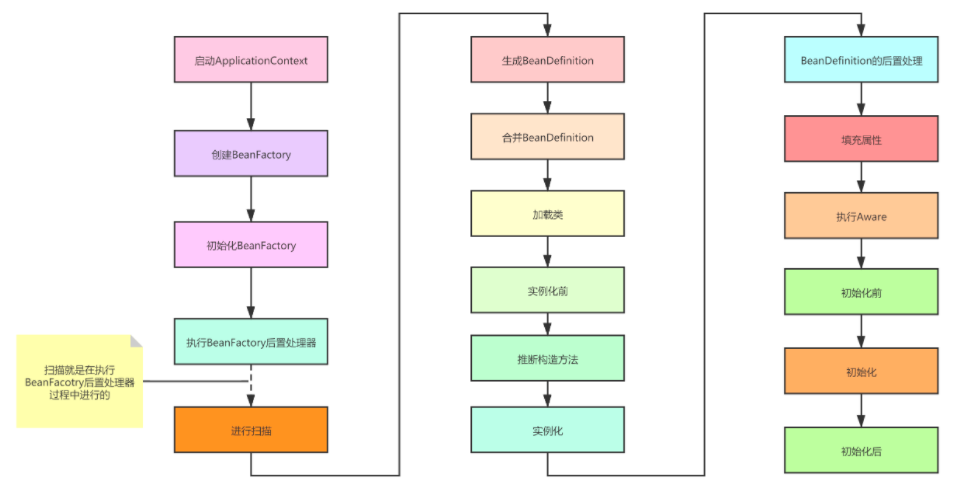 启动ApplicationContext
创建BeanFactory
初始化BeanFactory
执行BeanFactory后置处理器
扫描就是在执行
BeanFacotry后置处理器
过程中进行的
进行扫描
生成BeanDefinition
合并BeanDefinition
加载类
实例化前
推断构造方法
实例化
BeanDefinition的后置处理
填充属性
执行Aware
初始化前
初始化
初始化后